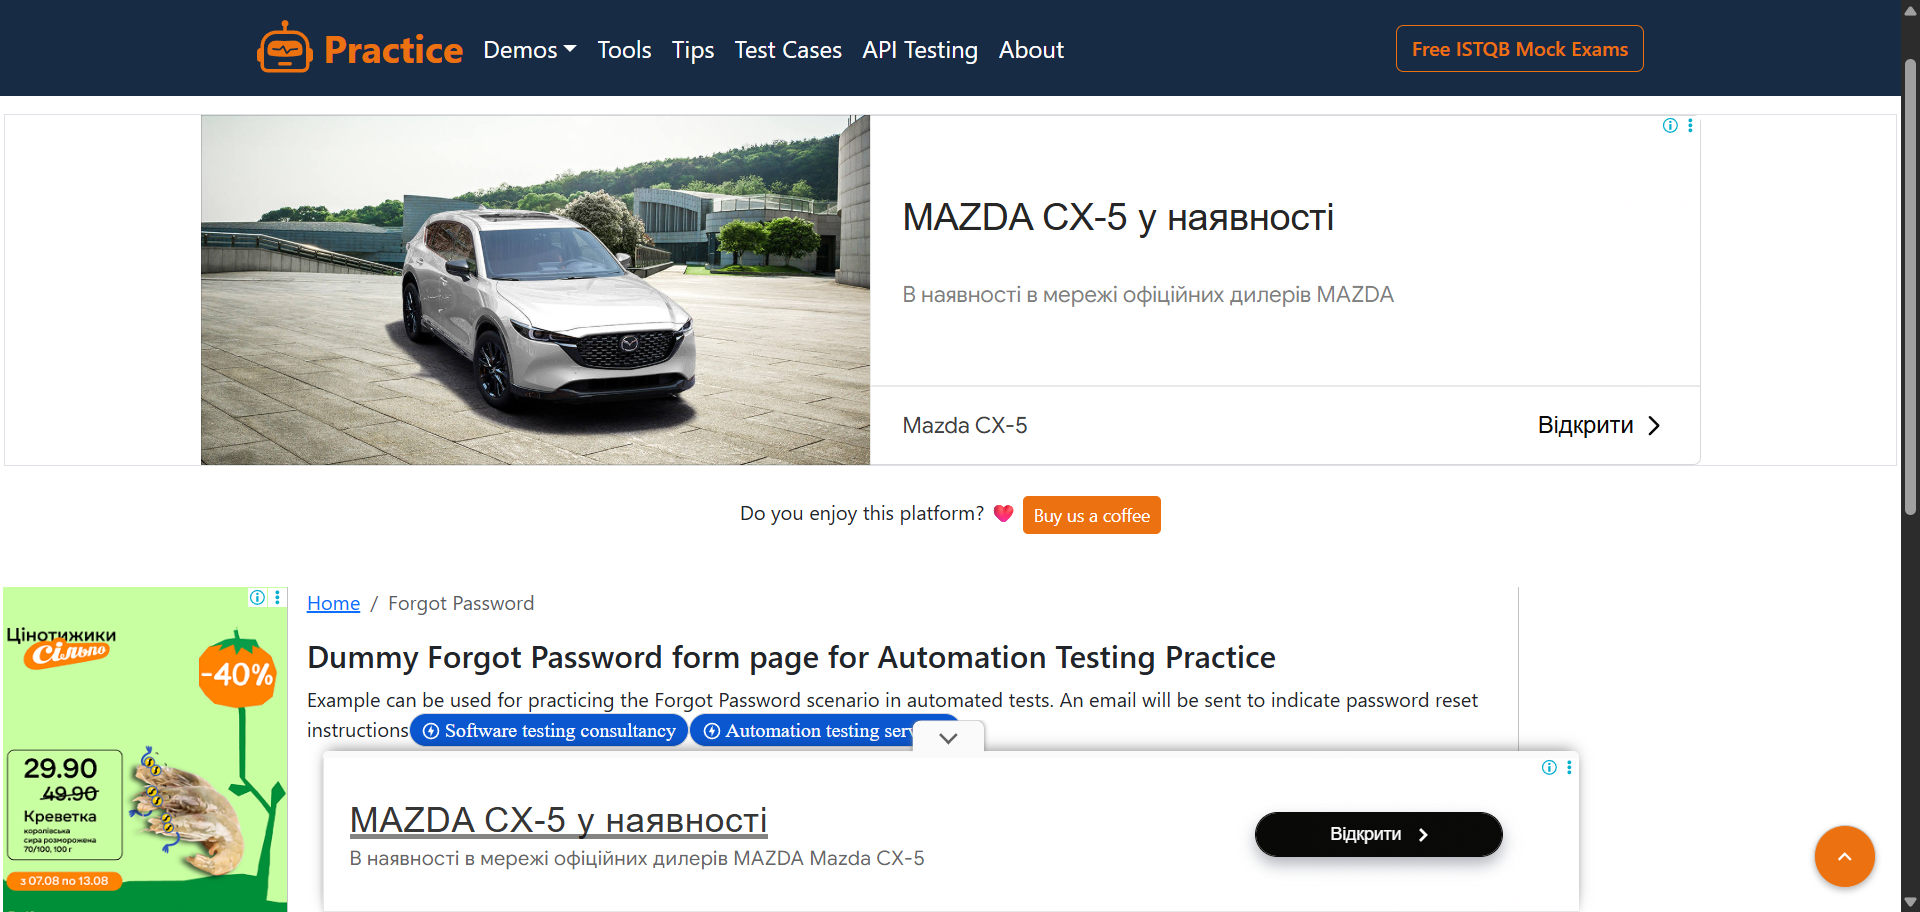 Practice
Demos
Tools
Tips
Test Cases
API Testing
About
Free ISTQB Mock Exams
MAZDA CX-5 у наявності
В наявності в мережі офіційних дилерів MAZDA
Mazda CX-5
Відкрити
Do you enjoy this platform?
Buy us a coffee
Цінотижики
Сільпо
-40%
29.90
49.90
Креветка
королівська
сира розморожена
70/100, 100 г
з 07.08 по 13.08
Home / Forgot Password
Dummy Forgot Password form page for Automation Testing Practice
Example can be used for practicing the Forgot Password scenario in automated tests. An email will be sent to indicate password reset
instructions Software testing consultancy Automation testing
MAZDA CX-5 у наявності
В наявності в мережі офіційних дилерів MAZDA Mazda CX-5
Відкрити